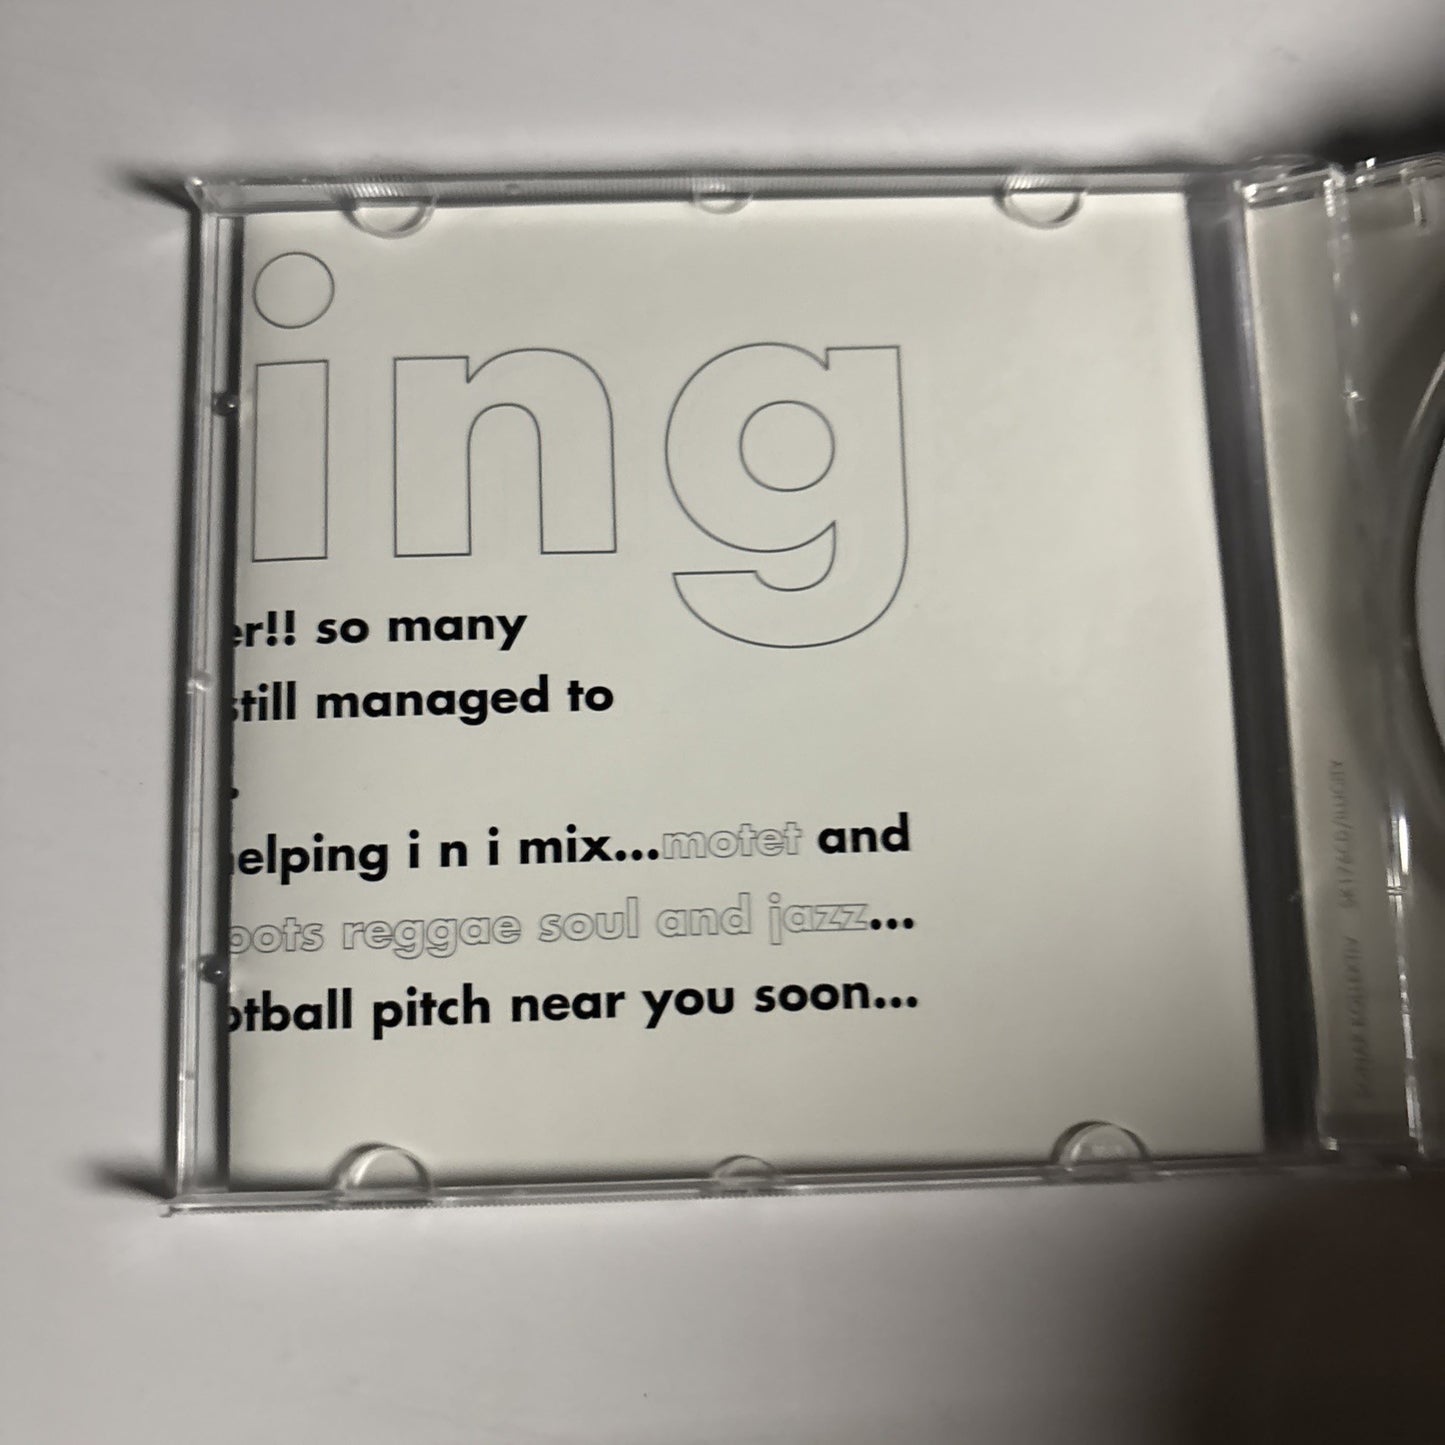 ing
er!! so many
still managed to
.
elping i n i mix...motet and
oots reggae soul and jazz...
otball pitch near you soon...